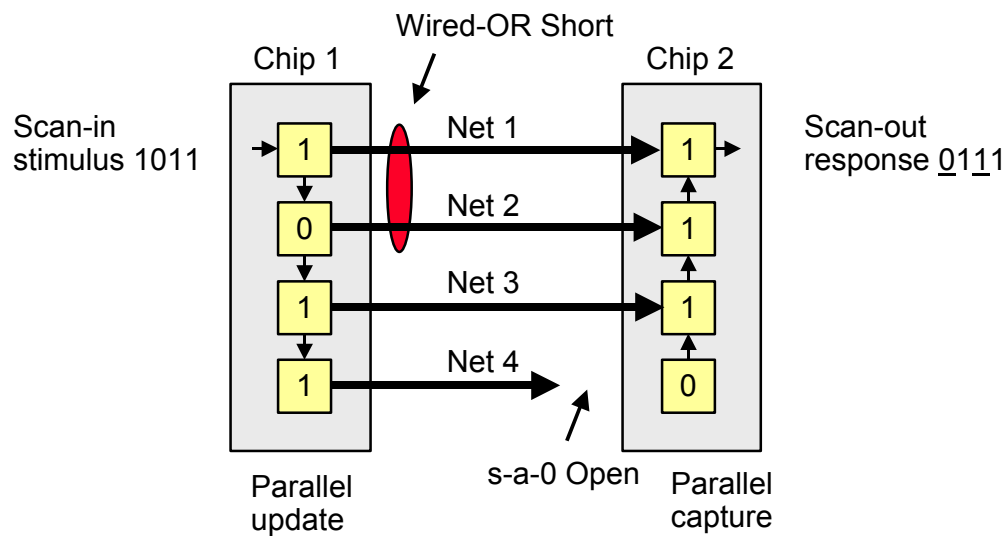 Wired-OR Short
Chip 1
Chip 2
Scan-in
stimulus 1011
Scan-out
response 0111
1
Net 1
1
0
Net 2
1
1
Net 3
1
1
Net 4
0
s-a-0 Open
Parallel
update
Parallel
capture